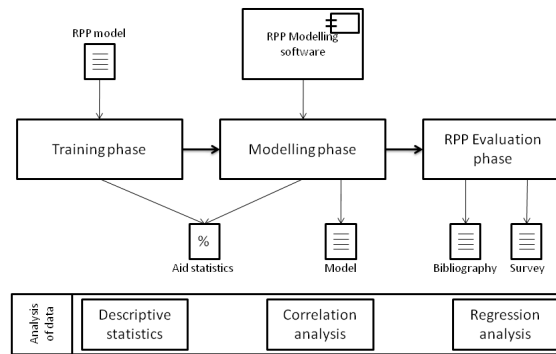 RPP model
RPP Modelling
software
Training phase
Modelling phase
RPP Evaluation
phase
%
Aid statistics
Model
Bibliography
Survey
Analysis
of data
Descriptive
statistics
Correlation
analysis
Regression
analysis